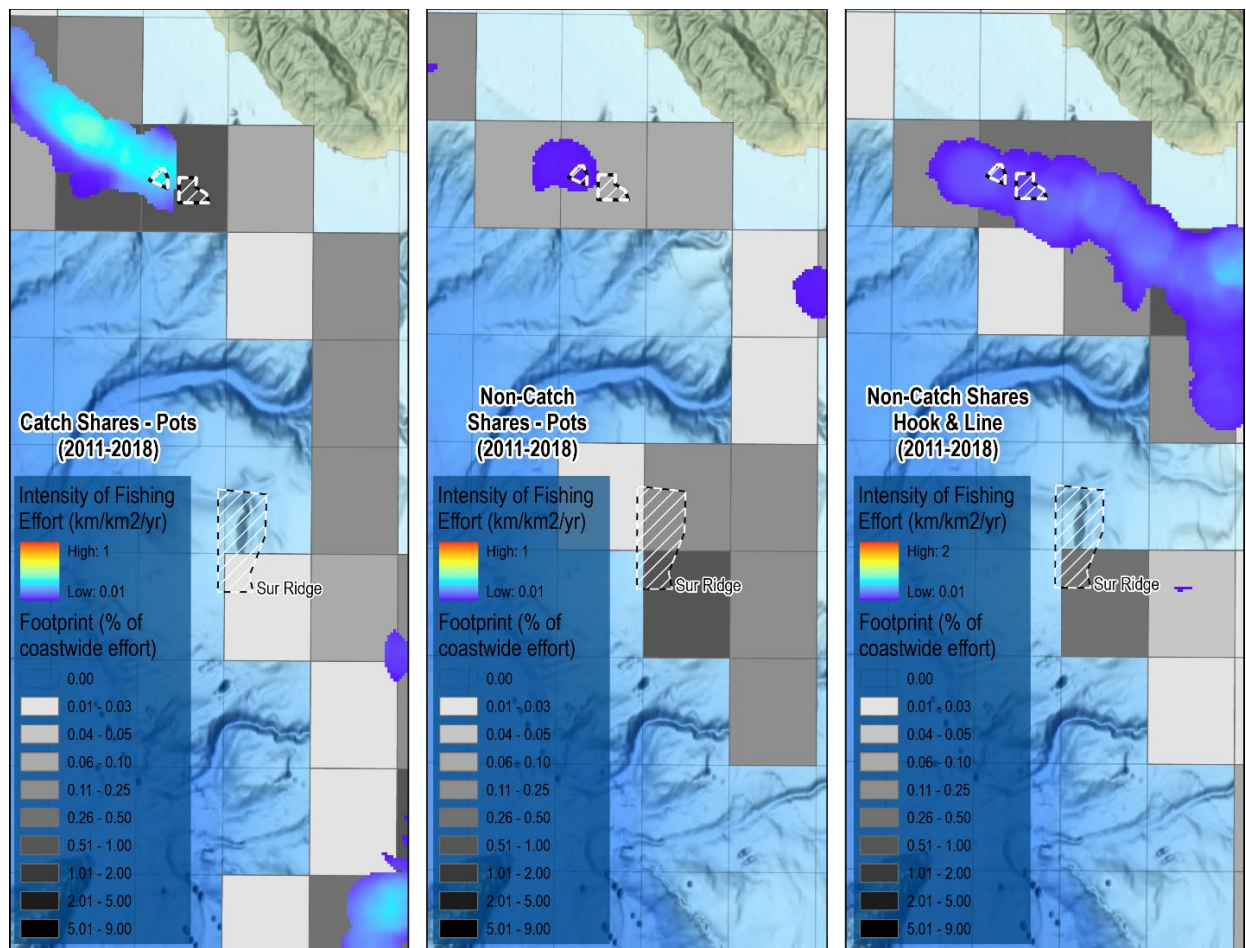 Catch Shares - Pots
(2011-2018)
Intensity of Fishing
Effort (km/km2/yr)
High: 1
Low: 0.01
Sur Ridge
Footprint (% of
coastwide effort)
0.00
0.01 - 0.03
0.04 - 0.05
0.06 - 0.10
0.11 - 0.25
0.26 - 0.50
0.51 - 1.00
1.01 - 2.00
2.01 - 5.00
5.01 - 9.00
Non-Catch
Shares - Pots
(2011-2018)
Intensity of Fishing
Effort (km/km2/yr)
High: 1
Low: 0.01
Sur Ridge
Footprint (% of
coastwide effort)
0.00
0.01 - 0.03
0.04 - 0.05
0.06 - 0.10
0.11 - 0.25
0.26 - 0.50
0.51 - 1.00
1.01 - 2.00
2.01 - 5.00
5.01 - 9.00
Non-Catch Shares
Hook & Line
(2011-2018)
Intensity of Fishing
Effort (km/km2/yr)
High: 2
Low: 0.01
Sur Ridge
Footprint (% of
coastwide effort)
0.00
0.01 - 0.03
0.04 - 0.05
0.06 - 0.10
0.11 - 0.25
0.26 - 0.50
0.51 - 1.00
1.01 - 2.00
2.01 - 5.00
5.01 - 9.00